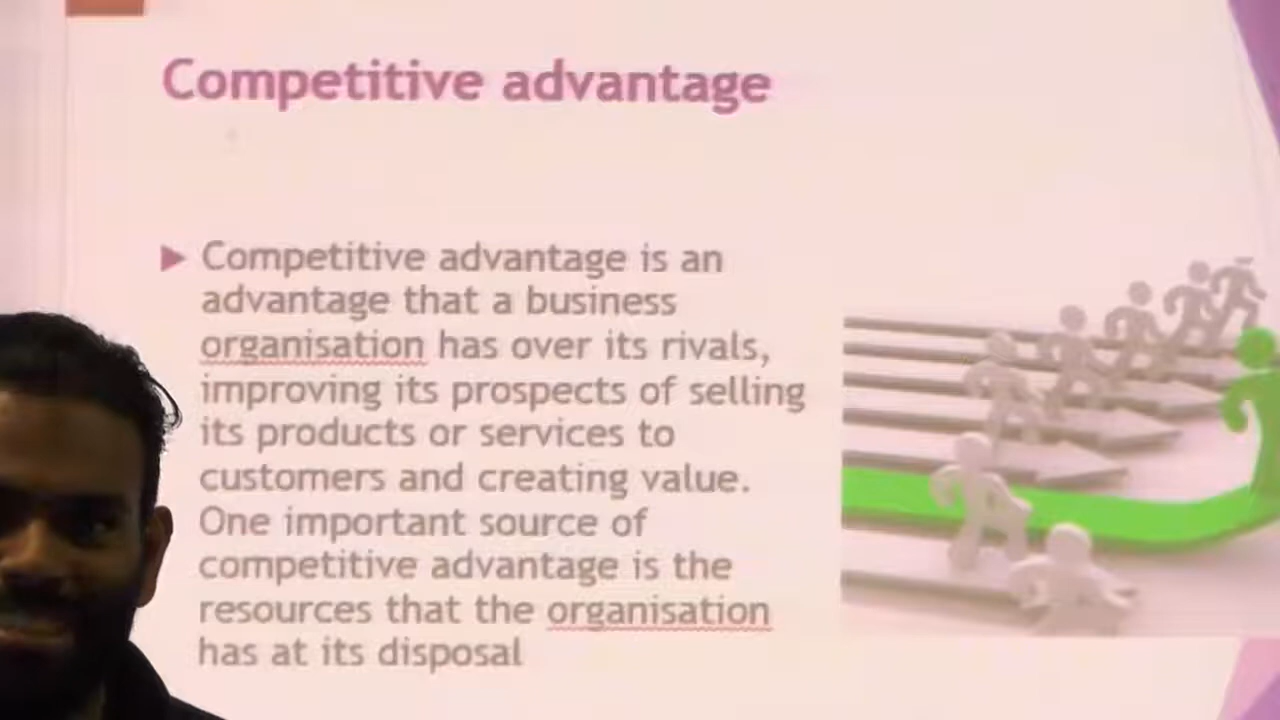 Competitive advantage
Competitive advantage is an
advantage that a business
organisation has over its rivals,
improving its prospects of selling
its products or services to
customers and creating value.
One important source of
competitive advantage is the
resources that the organisation
has at its disposal